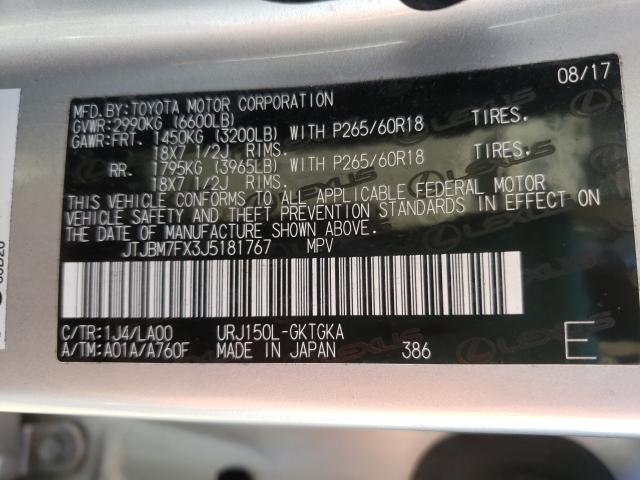 08/17
MFD.BY:TOYOTA MOTOR CORPORATION
GVWR:2990KG (6600LB)
GAWR:FRT. 1450KG (3200LB) WITH P265/60R18 TIRES.
18X7 1/2J RIMS.
RR. 1795KG (3965LB) WITH P265/60R18 TIRES.
18X7 1/2J RIMS.
THIS VEHICLE CONFORMS TO ALL APPLICABLE FEDERAL MOTOR
VEHICLE SAFETY AND THEFT PREVENTION STANDARDS IN EFFECT ON
THE DATE OF MANUFACTURE SHOWN ABOVE.
JTJBM7FX3J5181767 MPV
C/TR:1J4/LA00 URJ150L-GKTGKA
A/TM:A01A/A760F MADE IN JAPAN 386 E
LEXUS
LEXUS
LEXUS